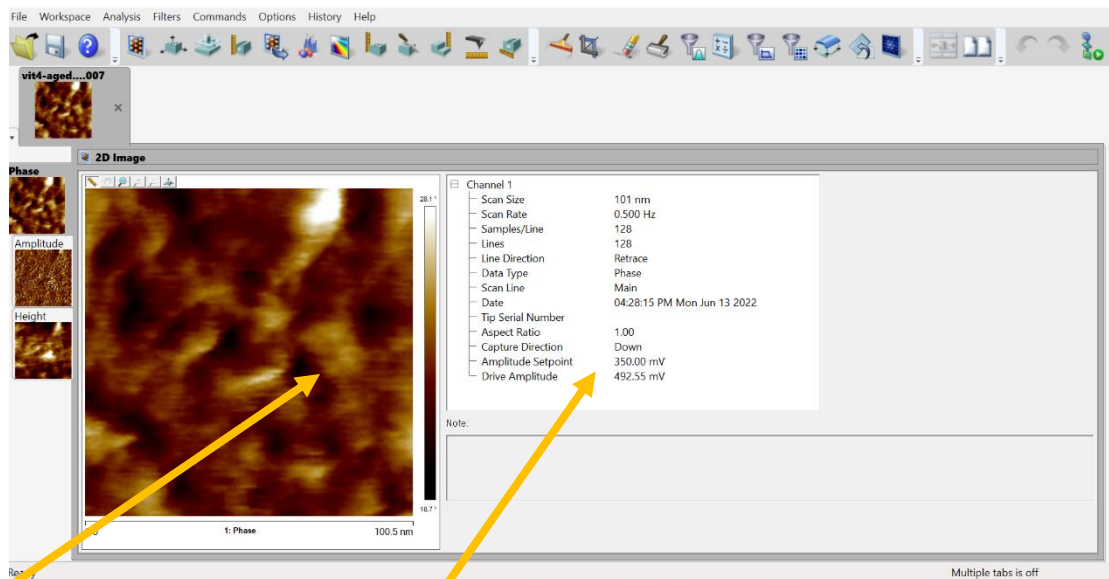 File Workspace Analysis Filters Commands Options History Help
vit4-aged....007
2D Image
Phase
Amplitude
Height
28.1 °
18.7 °
1: Phase
100.5 nm
Channel 1
Scan Size 101 nm
Scan Rate 0.500 Hz
Samples/Line 128
Lines 128
Line Direction Retrace
Data Type Phase
Scan Line Main
Date 04:28:15 PM Mon Jun 13 2022
Tip Serial Number
Aspect Ratio 1.00
Capture Direction Down
Amplitude Setpoint 350.00 mV
Drive Amplitude 492.55 mV
Note:
Multiple tabs is off